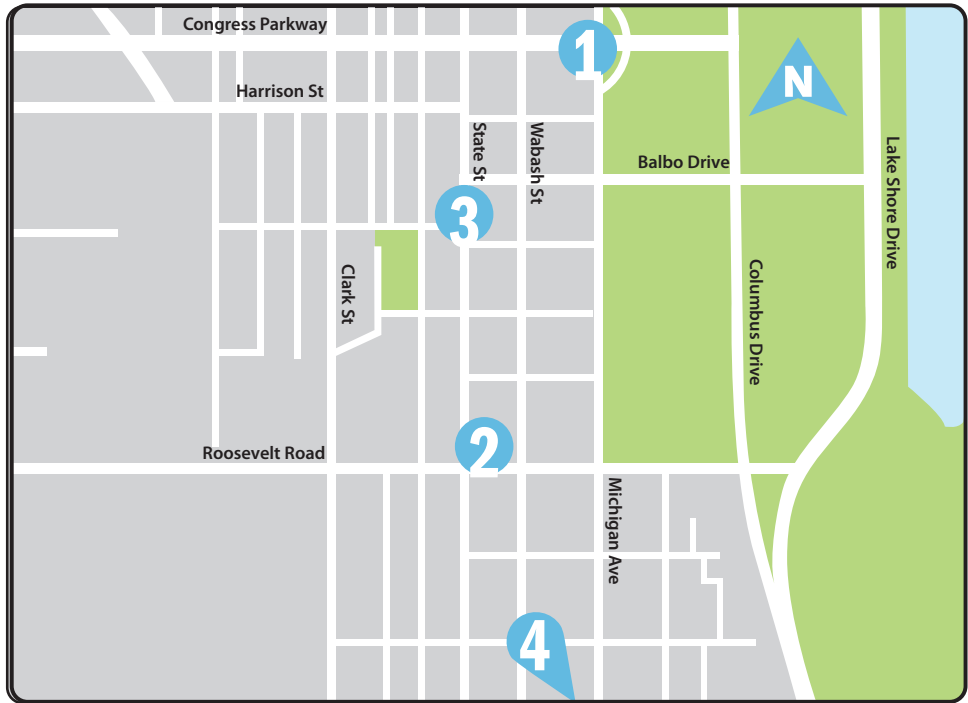 Congress Parkway
1
N
Harrison St
State St
Wabash St
Balbo Drive
Lake Shore Drive
3
Clark St
Columbus Drive
2
Roosevelt Road
Michigan Ave
4